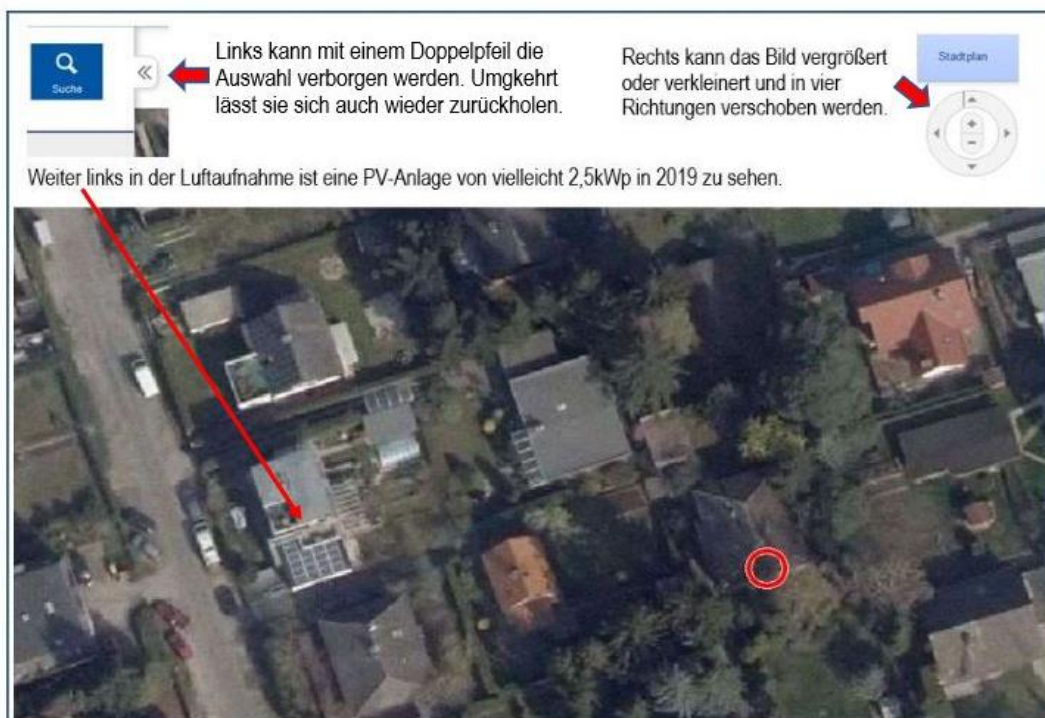 Suche
Links kann mit einem Doppelpfeil die
Auswahl verborgen werden. Umgkehrt
lässt sie sich auch wieder zurückholen.
Rechts kann das Bild vergrößert
oder verkleinert und in vier
Richtungen verschoben werden.
Stadtplan
Weiter links in der Luftaufnahme ist eine PV-Anlage von vielleicht 2,5kWp in 2019 zu sehen.